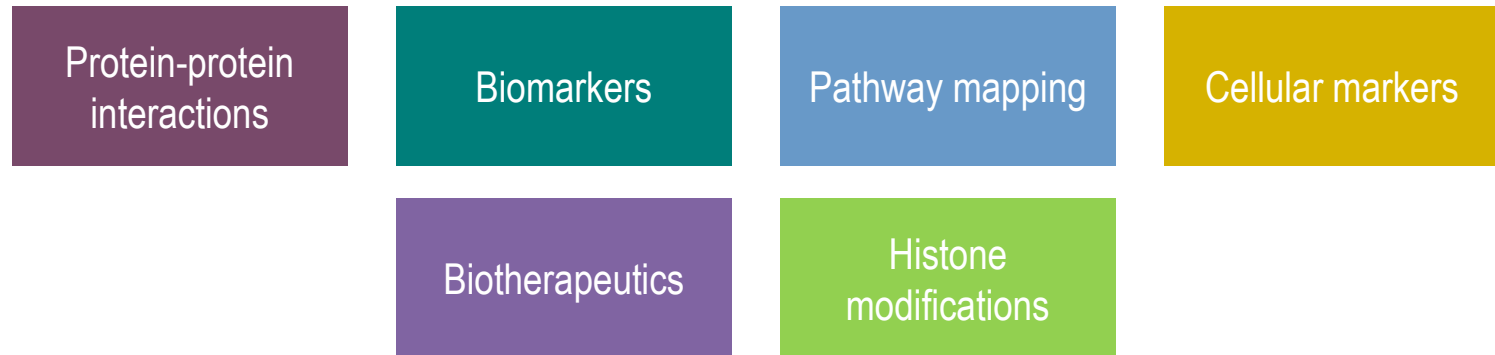 Protein-protein
interactions
Biomarkers
Pathway mapping
Cellular markers
Biotherapeutics
Histone
modifications